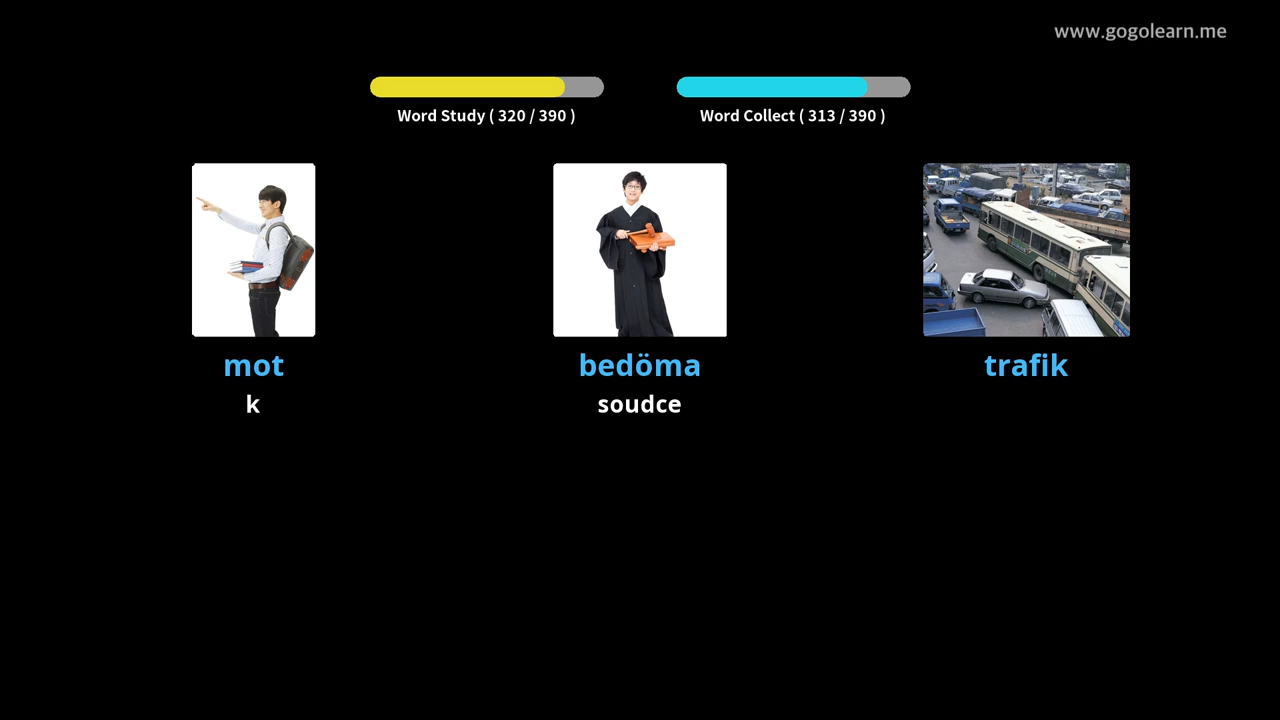 www.gogolearn.me
Word Study ( 320 / 390 )
Word Collect ( 313 / 390 )
mot
k
bedöma
soudce
trafik